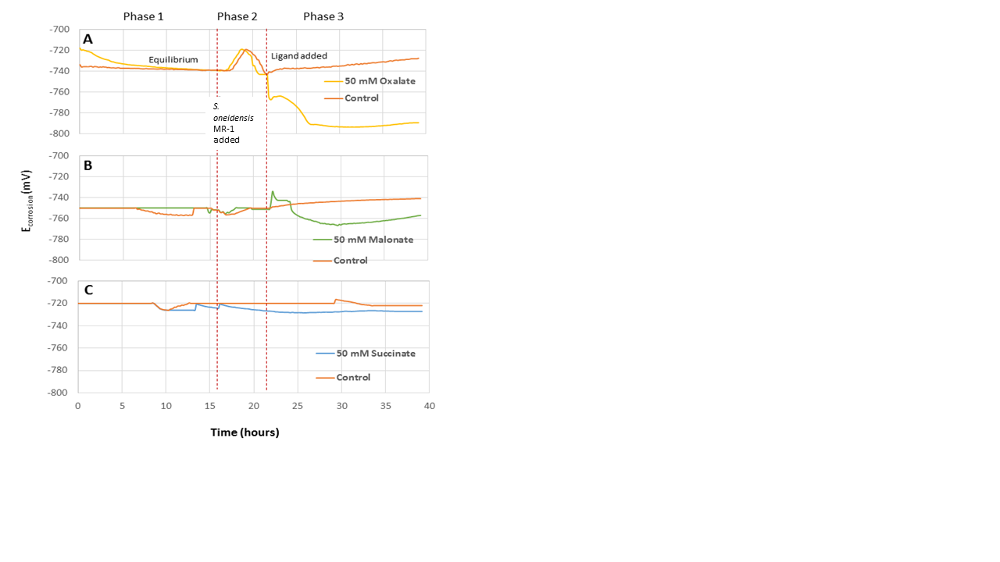 Phase 1 Phase 2 Phase 3
-700
A
-720
Equilibrium
Ligand added
-740
50 mM Oxalate
-760
Control
-780
-800
S.
oneidensis
MR-1
added
-700
B
-720
-740
-760
-780
50 mM Malonate
-800
Control
Ecorrosion (mV)
-700
C
-720
-740
-760
50 mM Succinate
-780
Control
-800
0 5 10 15 20 25 30 35 40
Time (hours)